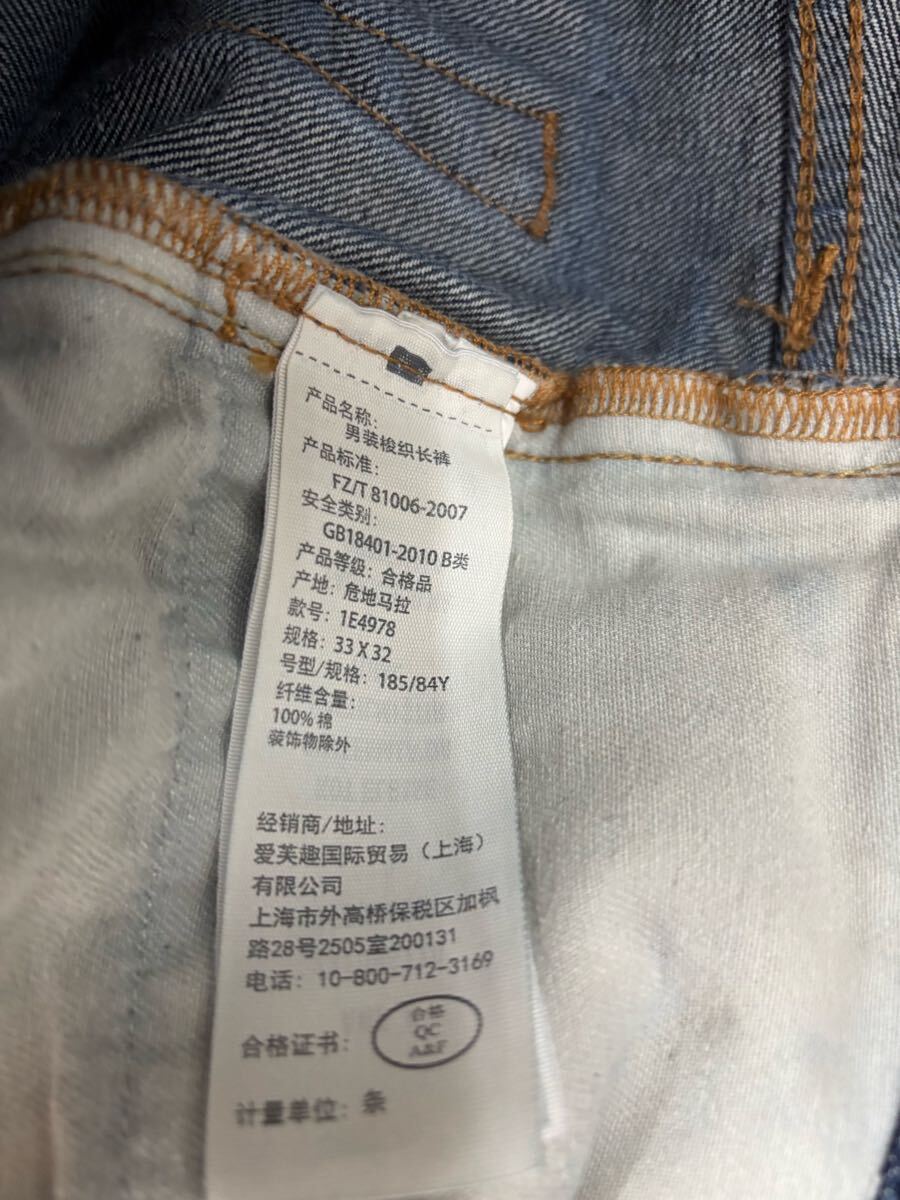 产品名称：
男装梭织长裤
产品标准：
FZ/T 81006-2007
安全类别：
GB18401-2010 B类
产品等级：合格品
产地：危地马拉
款号：1E4978
规格：33 X 32
号型/规格：185/84Y
纤维含量：
100% 棉
装饰物除外
经销商/地址：
爱芙趣国际贸易（上海）
有限公司
上海市外高桥保税区加枫
路28号2505室200131
电话：10-800-712-3169
合格证书：
合格
QC
A&F
计量单位：条